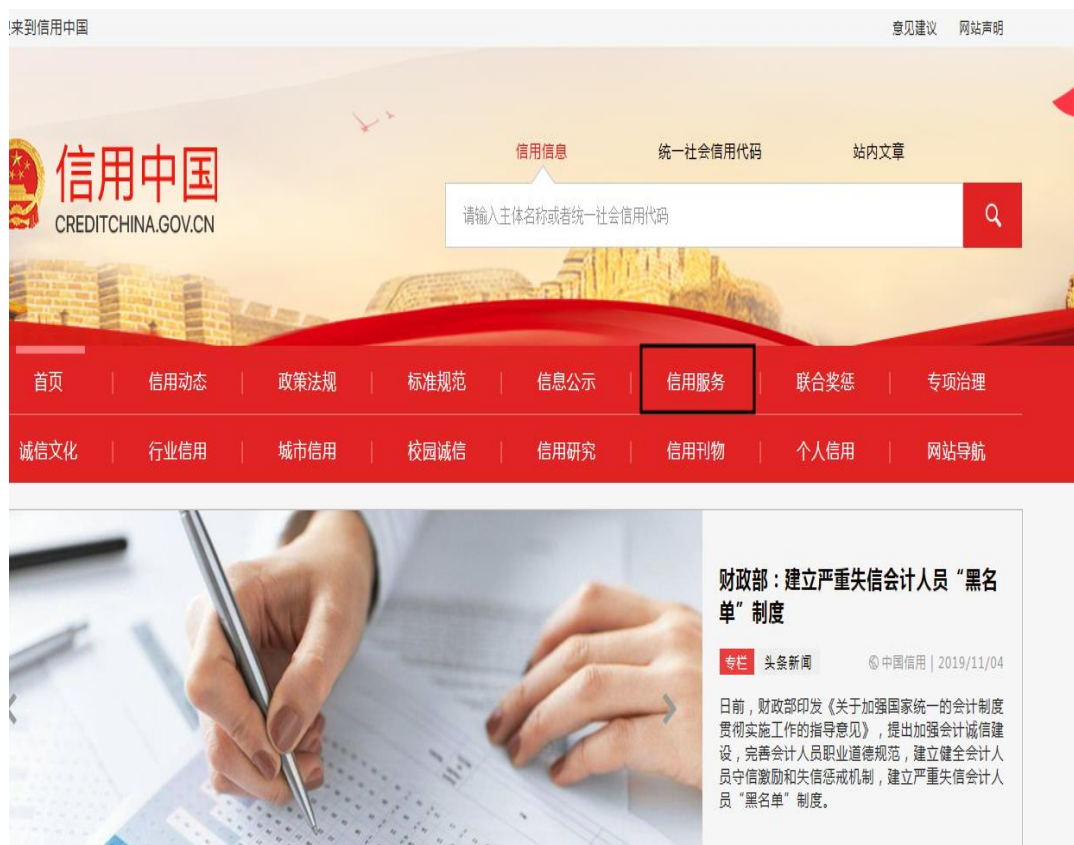 来到信用中国
意见建议 网站声明
信用中国
CREDITCHINA.GOV.CN
信用信息 统一社会信用代码 站内文章
请输入主体名称或者统一社会信用代码
首页 信用动态 政策法规 标准规范 信息公示 信用服务 联合奖惩 专项治理
诚信文化 行业信用 城市信用 校园诚信 信用研究 信用刊物 个人信用 网站导航
财政部：建立严重失信会计人员“黑名
单”制度
专栏 头条新闻 中国信用 | 2019/11/04
日前，财政部印发《关于加强国家统一的会计制度
贯彻实施工作的指导意见》，提出加强会计诚信建
设，完善会计人员职业道德规范，建立健全会计人
员守信激励和失信惩戒机制，建立严重失信会计人
员“黑名单”制度。